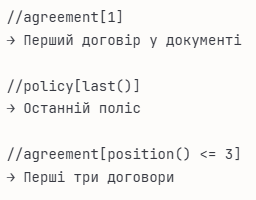 //agreement[1]
→ Перший договір у документі
//policy[last()]
→ Останній поліс
//agreement[position() <= 3]
→ Перші три договори